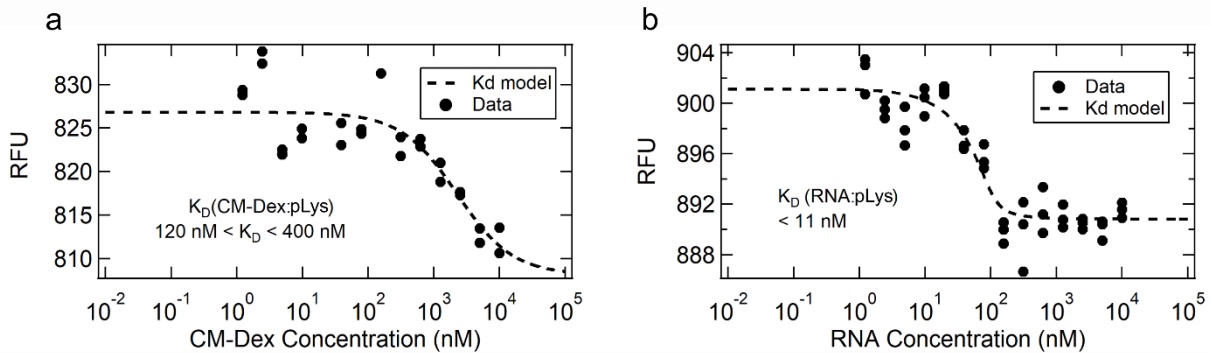 a
830
825
820
815
810
RFU
Kd model
Data
K_D(CM-Dex:pLys)
120 nM < K_D < 400 nM
10^-2 10^-1 10^0 10^1 10^2 10^3 10^4 10^5
CM-Dex Concentration (nM)
b
904
900
896
892
888
RFU
Data
Kd model
K_D (RNA:pLys)
< 11 nM
10^-2 10^-1 10^0 10^1 10^2 10^3 10^4 10^5
RNA Concentration (nM)